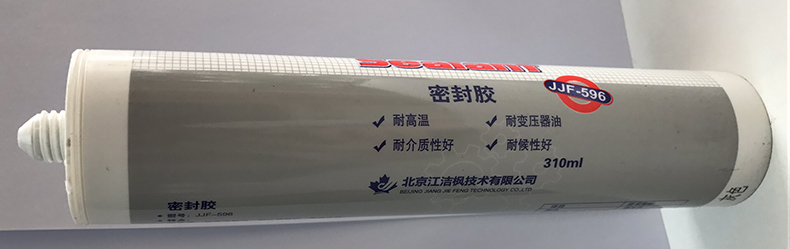 Sealant
密封胶
JJF-596
✓ 耐高温 ✓ 耐变压器油
✓ 耐介质性好 ✓ 耐候性好
310ml
北京江洁枫技术有限公司
BEIJING JIANG JIE FENG TECHNOLOGY CO.,LTD
密封胶
型号: JJF-596